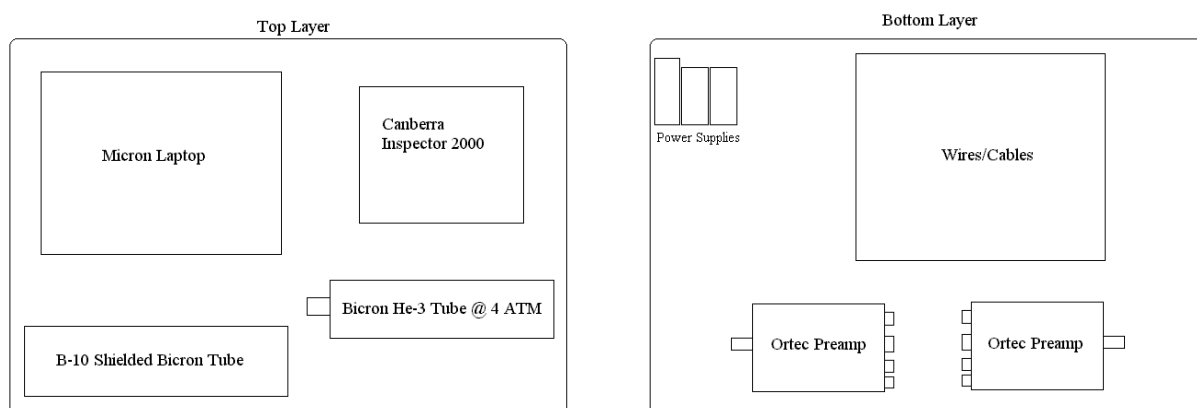 Top Layer
Micron Laptop
Canberra
Inspector 2000
Bicron He-3 Tube @ 4 ATM
B-10 Shielded Bicron Tube
Bottom Layer
Power Supplies
Wires/Cables
Ortec Preamp
Ortec Preamp